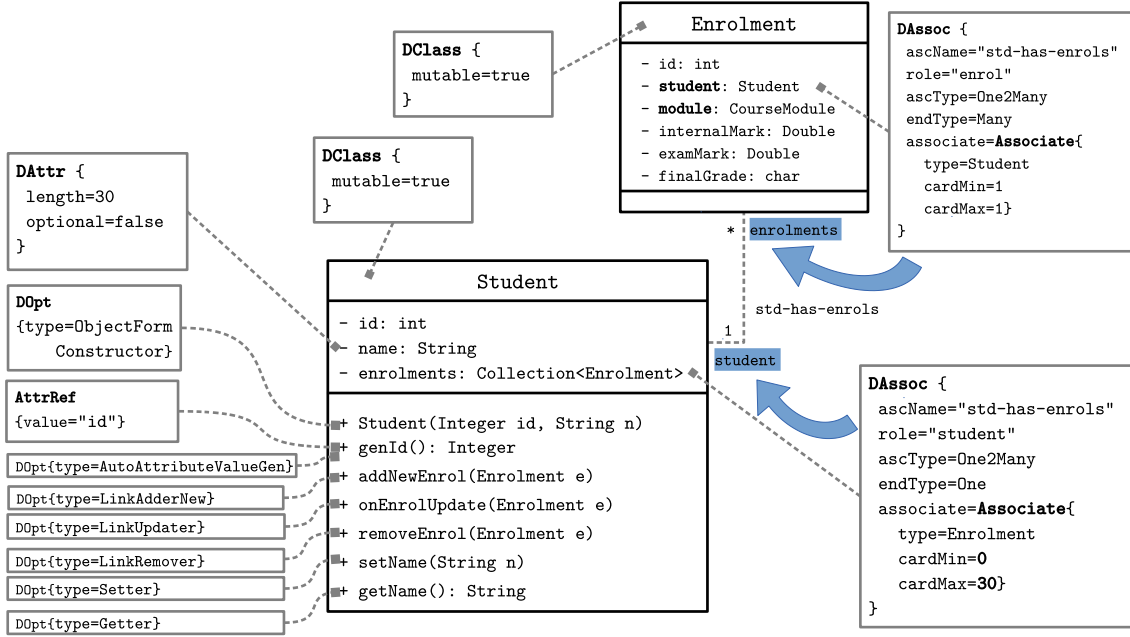 Enrolment
- id: int
- student: Student
- module: CourseModule
- internalMark: Double
- examMark: Double
- finalGrade: char
DClass {
mutable=true
}
DAssoc {
ascName="std-has-enrols"
role="enrol"
ascType=One2Many
endType=Many
associate=Associate{
type=Student
cardMin=1
cardMax=1}
}
DClass {
mutable=true
}
DAttr {
length=30
optional=false
}
* enrolments
std-has-enrols
1
student
Student
- id: int
- name: String
- enrolments: Collection<Enrolment>
+ Student(Integer id, String n)
+ genId(): Integer
+ addNewEnrol(Enrolment e)
+ onEnrolUpdate(Enrolment e)
+ removeEnrol(Enrolment e)
+ setName(String n)
+ getName(): String
DOpt
{type=ObjectForm
Constructor}
AttrRef
{value="id"}
DOpt{type=AutoAttributeValueGen}
DOpt{type=LinkAdderNew}
DOpt{type=LinkUpdater}
DOpt{type=LinkRemover}
DOpt{type=Setter}
DOpt{type=Getter}
DAssoc {
ascName="std-has-enrols"
role="student"
ascType=One2Many
endType=One
associate=Associate{
type=Enrolment
cardMin=0
cardMax=30}
}